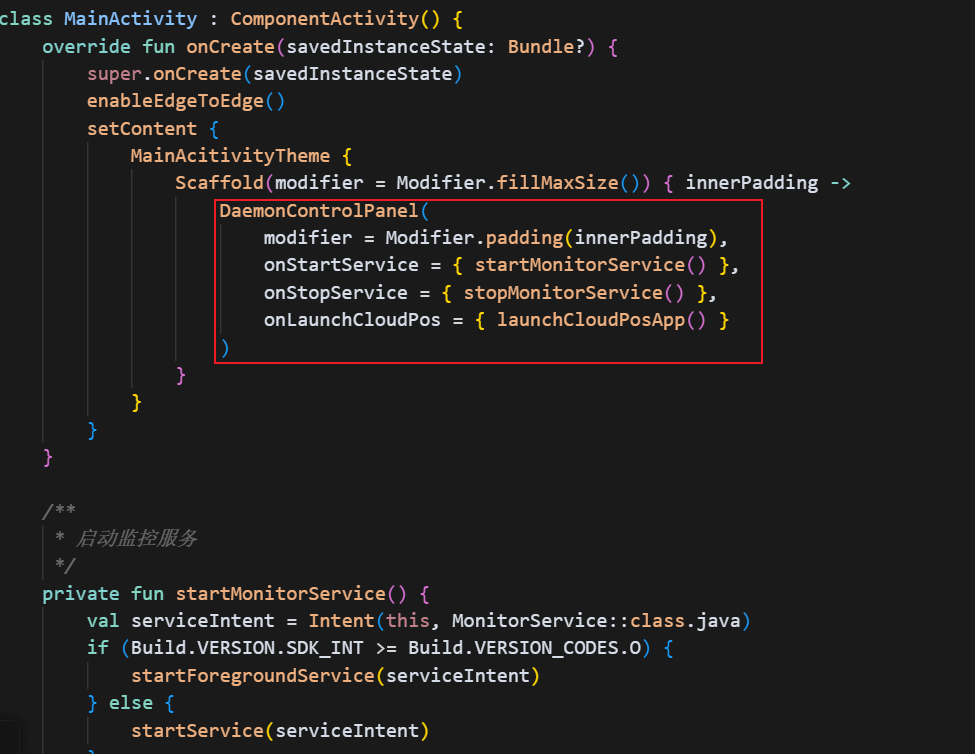 class MainActivity : ComponentActivity() {
    override fun onCreate(savedInstanceState: Bundle?) {
        super.onCreate(savedInstanceState)
        enableEdgeToEdge()
        setContent {
            MainAcitivityTheme {
                Scaffold(modifier = Modifier.fillMaxSize()) { innerPadding ->
                    DaemonControlPanel(
                        modifier = Modifier.padding(innerPadding),
                        onStartService = { startMonitorService() },
                        onStopService = { stopMonitorService() },
                        onLaunchCloudPos = { launchCloudPosApp() }
                    )
                }
            }
        }
    }

    /**
     * 启动监控服务
     */
    private fun startMonitorService() {
        val serviceIntent = Intent(this, MonitorService::class.java)
        if (Build.VERSION.SDK_INT >= Build.VERSION_CODES.O) {
            startForegroundService(serviceIntent)
        } else {
            startService(serviceIntent)